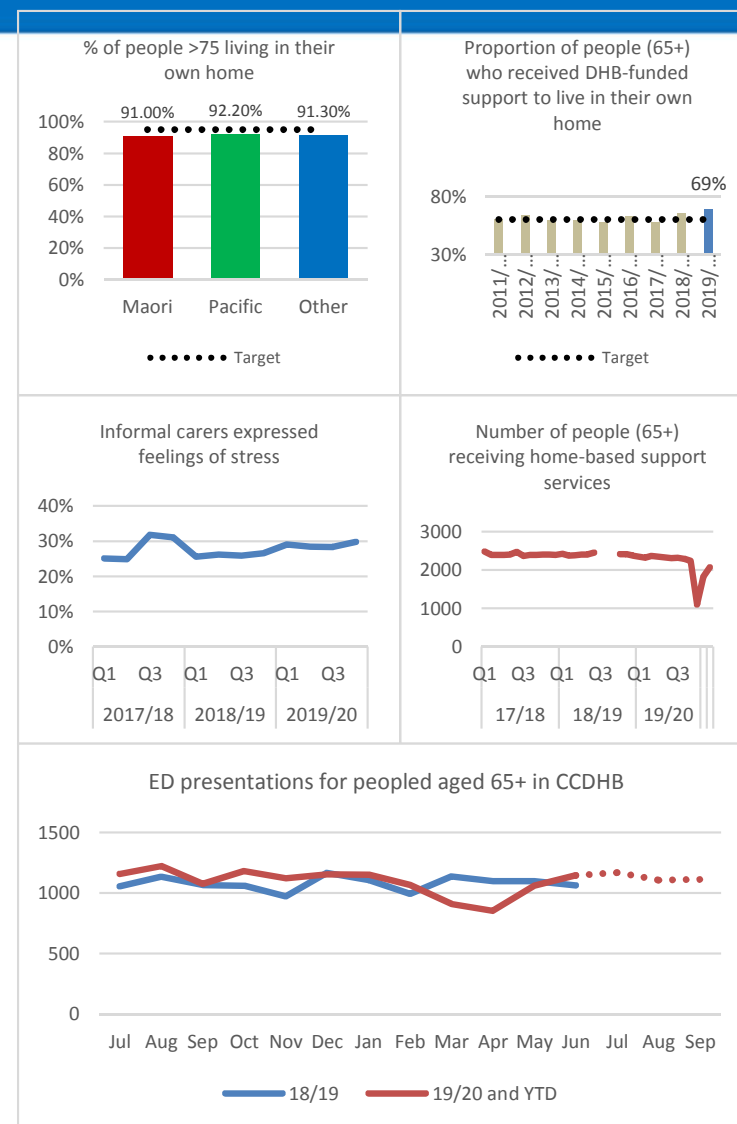 % of people >75 living in their
own home
91.00%
92.20%
91.30%
100%
80%
60%
40%
20%
0%
Maori Pacific Other
Target
Proportion of people (65+)
who received DHB-funded
support to live in their own
home
69%
80%
30%
2011/...
2012/...
2013/...
2014/...
2015/...
2016/...
2017/...
2018/...
2019/...
Target
Informal carers expressed
feelings of stress
40%
30%
20%
10%
0%
Q1 Q3 Q1 Q3 Q1 Q3
2017/18 2018/19 2019/20
Number of people (65+)
receiving home-based support
services
3000
2000
1000
0
Q1 Q3 Q1 Q3 Q1 Q3
17/18 18/19 19/20
ED presentations for peopled aged 65+ in CCDHB
1500
1000
500
0
Jul Aug Sep Oct Nov Dec Jan Feb Mar Apr May Jun Jul Aug Sep
18/19 19/20 and YTD